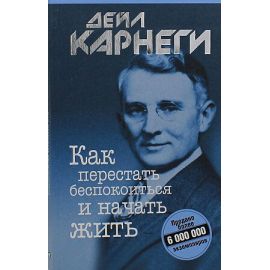 ДЕЙЛ
КАРНЕГИ
Как
перестать
беспокоиться
и начать
жить
Продано
более
6 000 000
экземпляров